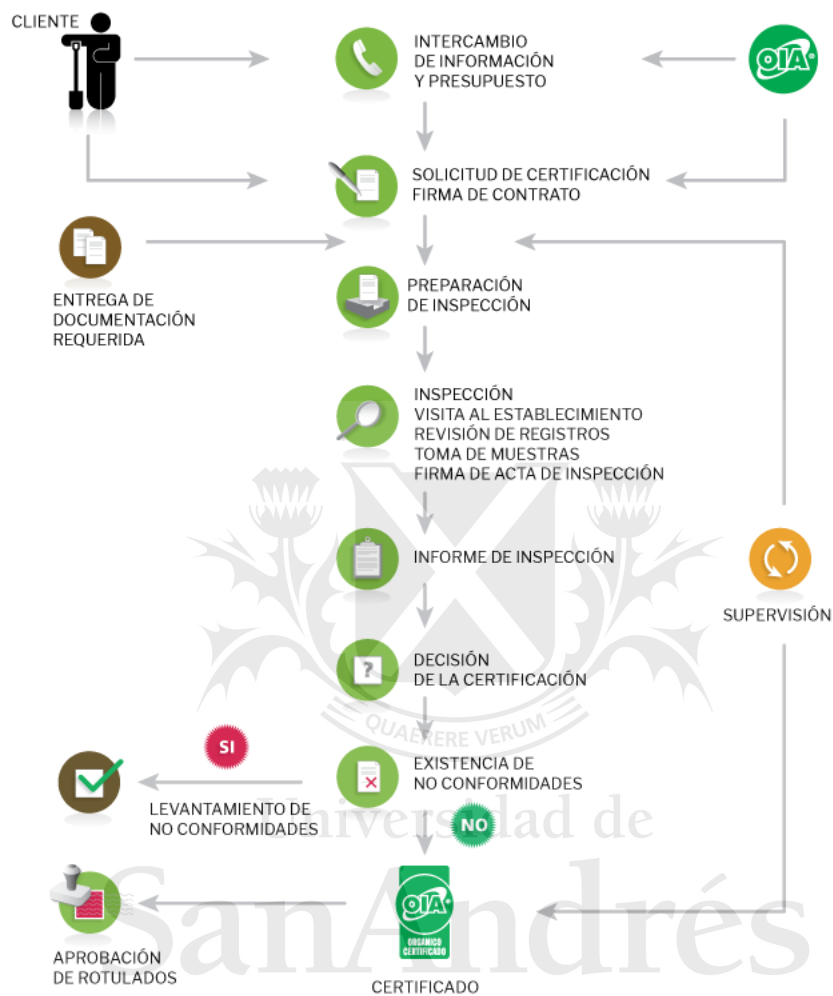 CLIENTE
INTERCAMBIO
DE INFORMACIÓN
Y PRESUPUESTO
OIA
SOLICITUD DE CERTIFICACIÓN
FIRMA DE CONTRATO
ENTREGA DE
DOCUMENTACIÓN
REQUERIDA
PREPARACIÓN
DE INSPECCIÓN
INSPECCIÓN
VISITA AL ESTABLECIMIENTO
REVISIÓN DE REGISTROS
TOMA DE MUESTRAS
FIRMA DE ACTA DE INSPECCIÓN
INFORME DE INSPECCIÓN
SUPERVISIÓN
?
DECISIÓN
DE LA CERTIFICACIÓN
QUAERERE VERUM
SI
EXISTENCIA DE
NO CONFORMIDADES
LEVANTAMIENTO DE
NO CONFORMIDADES
NO
Universidad de
SanAndrés
OIA
ORGÁNICO
CERTIFICADO
APROBACIÓN
DE ROTULADOS
CERTIFICADO